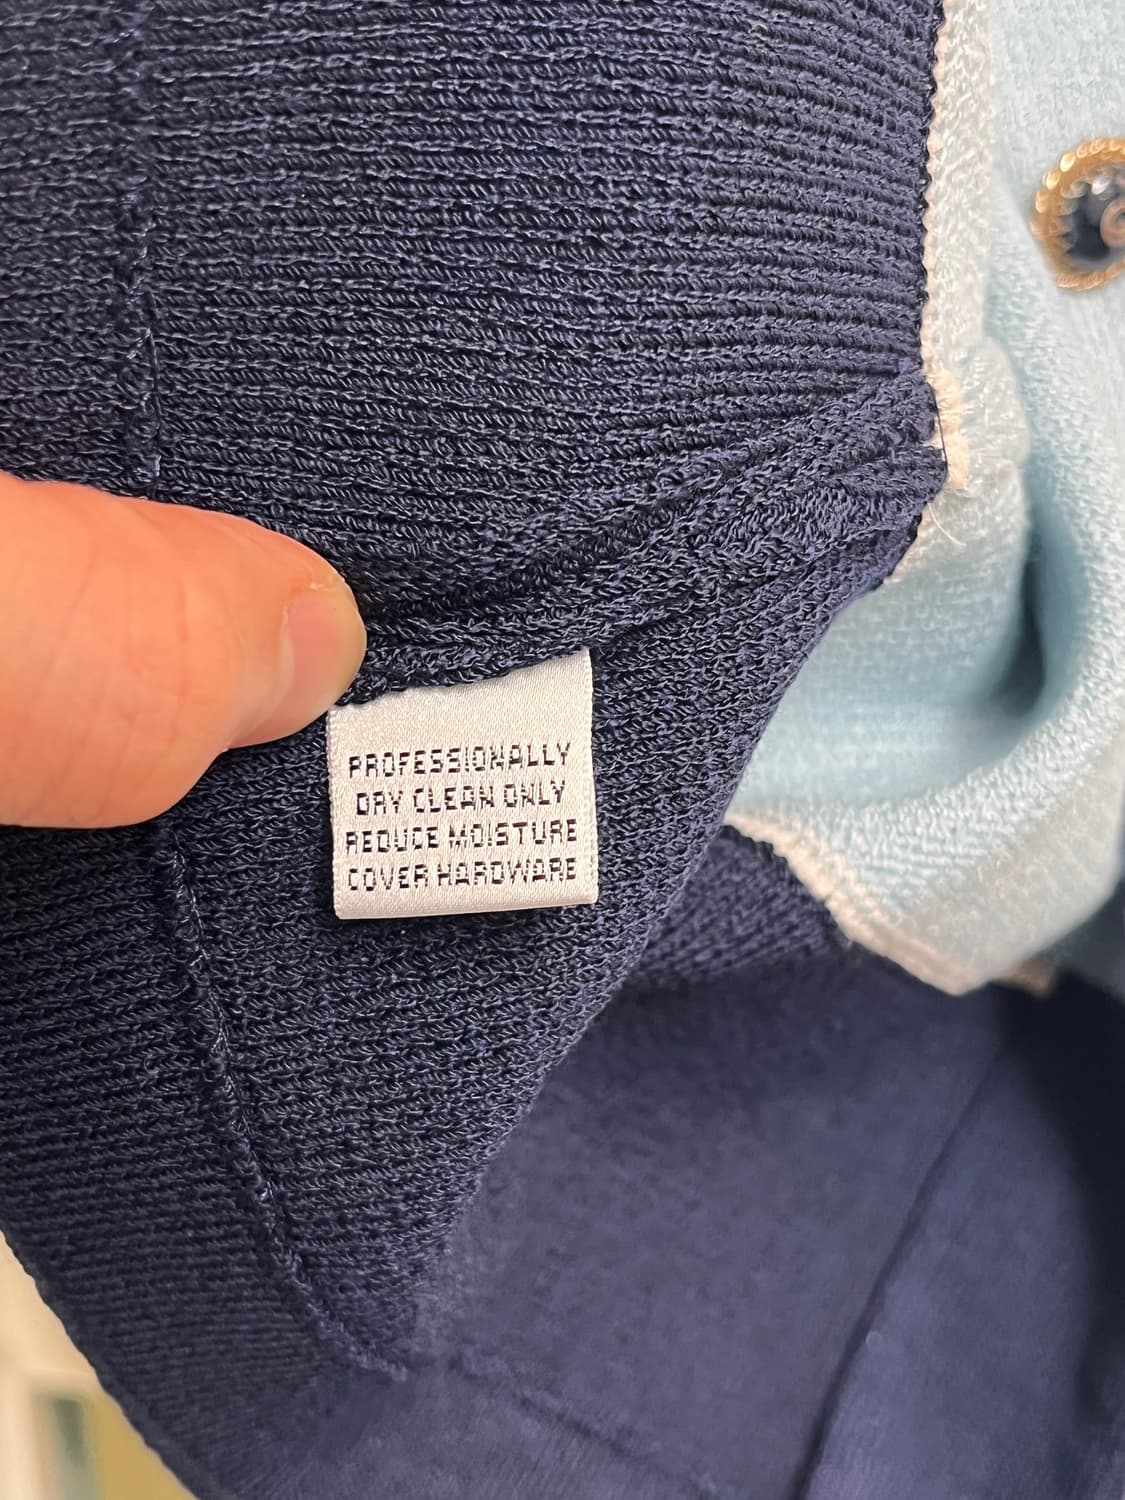 PROFESSIONALLY
DRY CLEAN ONLY
REDUCE MOISTURE
COVER HARDWARE